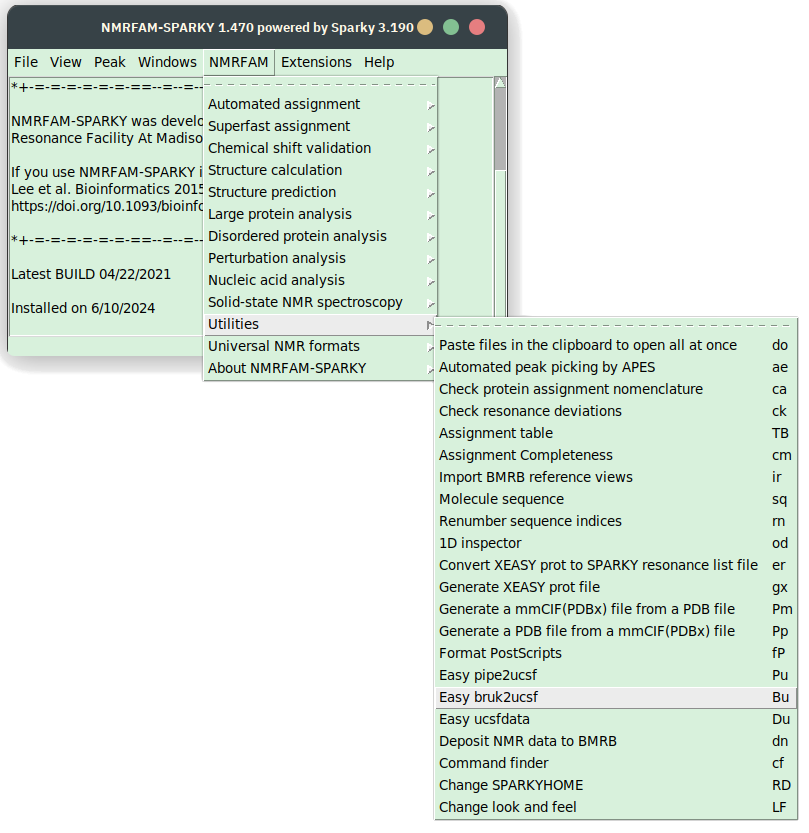 NMRFAM-SPARKY 1.470 powered by Sparky 3.190
File View Peak Windows NMRFAM Extensions Help
*+-=-=-=-=-=-=-==--=--=--
NMRFAM-SPARKY was develo
Resonance Facility At Madiso
If you use NMRFAM-SPARKY i
Lee et al. Bioinformatics 2015
https://doi.org/10.1093/bioinfo
*+-=-=-=-=-=-=-==--=--=--
Latest BUILD 04/22/2021
Installed on 6/10/2024
Automated assignment
Superfast assignment
Chemical shift validation
Structure calculation
Structure prediction
Large protein analysis
Disordered protein analysis
Perturbation analysis
Nucleic acid analysis
Solid-state NMR spectroscopy
Utilities
Universal NMR formats
About NMRFAM-SPARKY
Paste files in the clipboard to open all at once do
Automated peak picking by APES ae
Check protein assignment nomenclature ca
Check resonance deviations ck
Assignment table TB
Assignment Completeness cm
Import BMRB reference views ir
Molecule sequence sq
Renumber sequence indices rn
1D inspector od
Convert XEASY prot to SPARKY resonance list file er
Generate XEASY prot file gx
Generate a mmCIF(PDBx) file from a PDB file Pm
Generate a PDB file from a mmCIF(PDBx) file Pp
Format PostScripts fP
Easy pipe2ucsf Pu
Easy bruk2ucsf Bu
Easy ucsfdata Du
Deposit NMR data to BMRB dn
Command finder cf
Change SPARKYHOME RD
Change look and feel LF